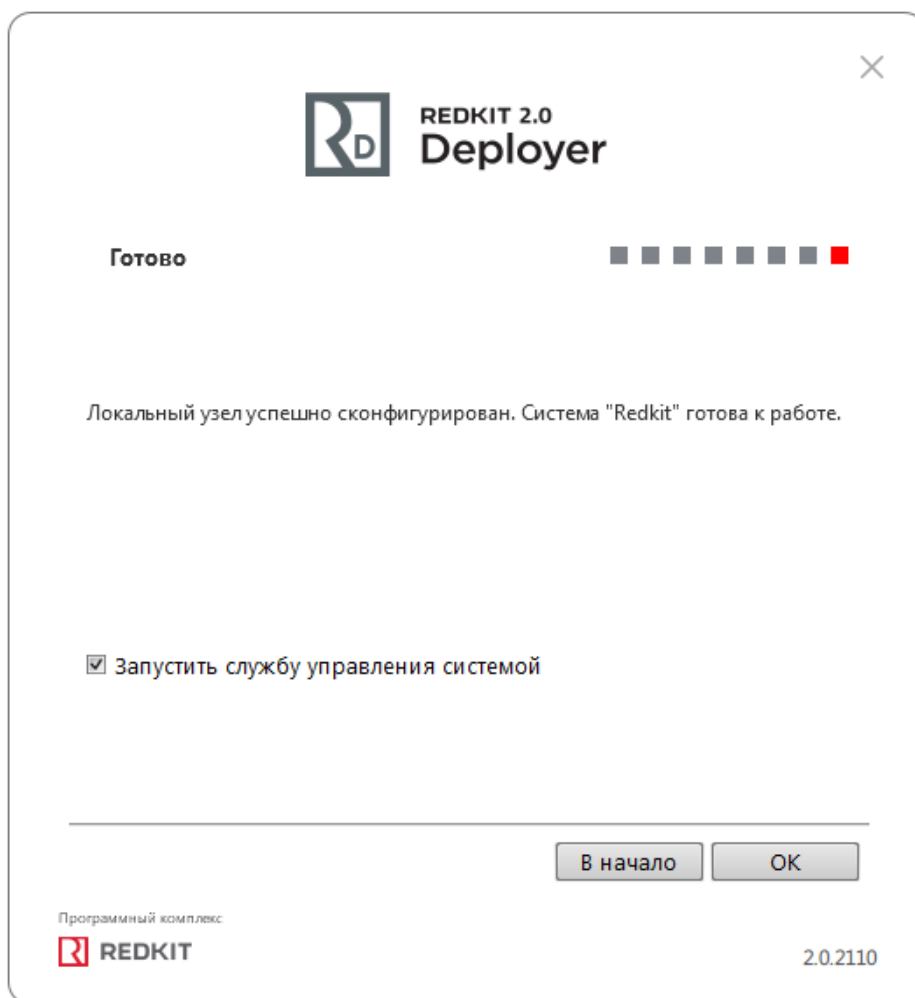 RD
REDKIT 2.0
Deployer
Готово
Локальный узел успешно сконфигурирован. Система "Redkit" готова к работе.
Запустить службу управления системой
В начало
OK
Программный комплекс
REDKIT
2.0.2110